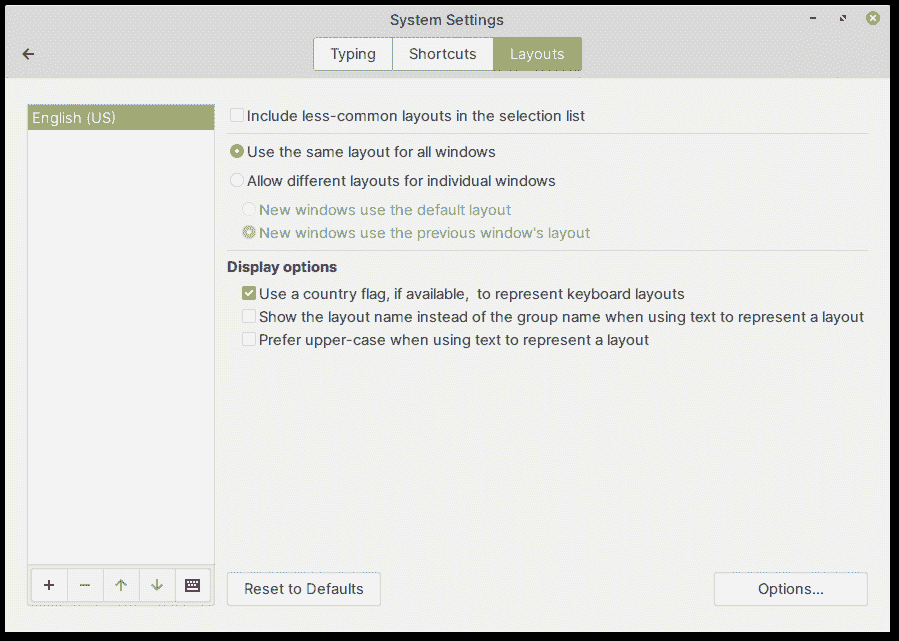 System Settings
Typing
Shortcuts
Layouts
English (US)
Include less-common layouts in the selection list
Use the same layout for all windows
Allow different layouts for individual windows
New windows use the default layout
New windows use the previous window's layout
Display options
Use a country flag, if available,  to represent keyboard layouts
Show the layout name instead of the group name when using text to represent a layout
Prefer upper-case when using text to represent a layout
Reset to Defaults
Options...